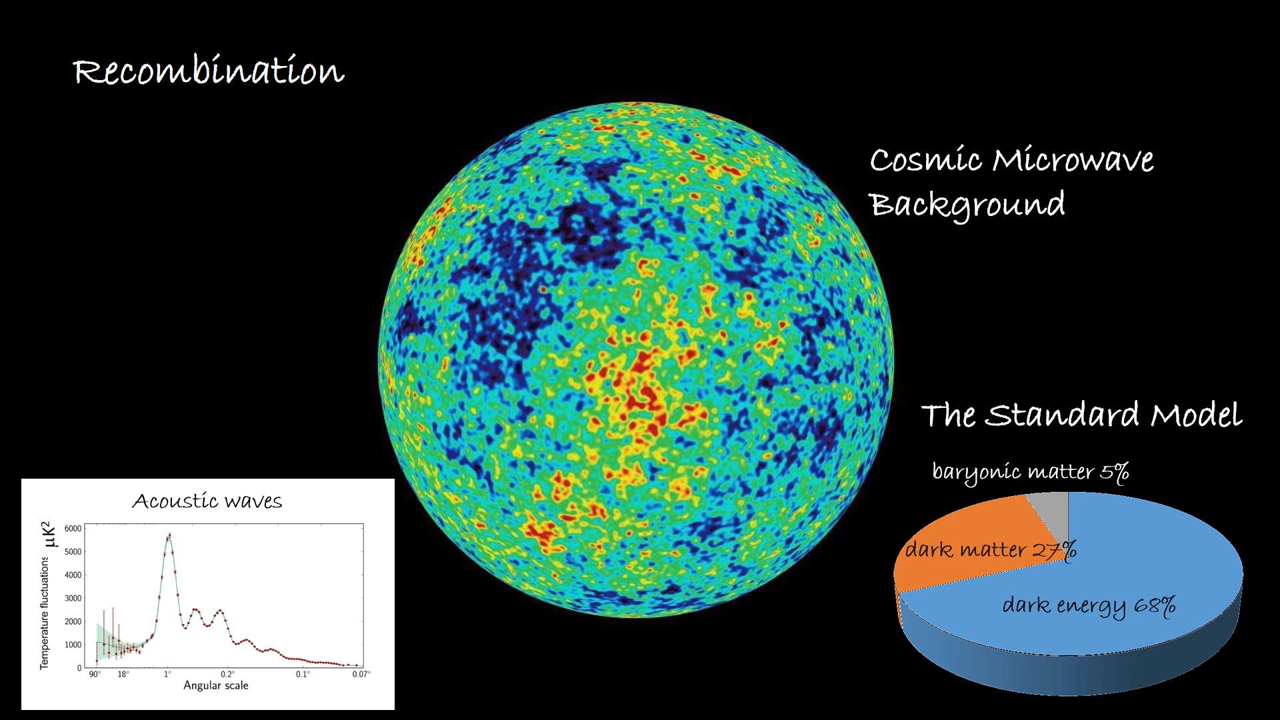 Recombination
Cosmic Microwave
Background
The Standard Model
baryonic matter 5%
dark matter 27%
dark energy 68%
Acoustic waves
μK²
Temperature fluctuations
6000
5000
4000
3000
2000
1000
0
90° 18° 1° 0.2° 0.1° 0.07°
Angular scale